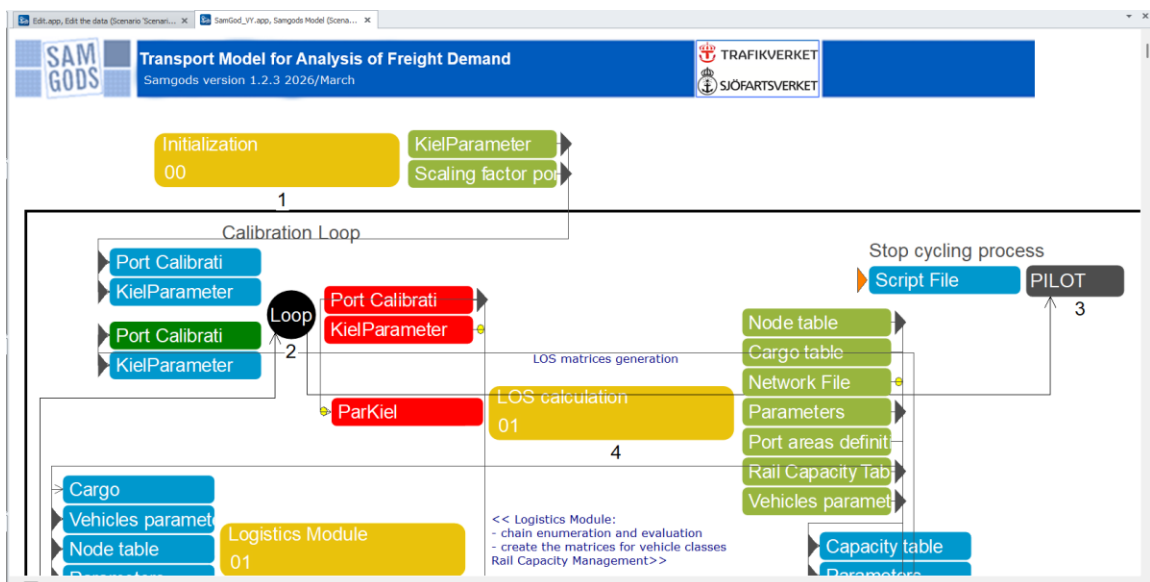 Edit.app, Edit the data (Scenario 'Scenari...
SamGod_VY.app, Samgods Model (Scena...
SAM
GODS
Transport Model for Analysis of Freight Demand
Samgods version 1.2.3 2026/March
TRAFIKVERKET
SJÖFARTSVERKET
Initialization
00
1
KielParameter
Scaling factor por
Calibration Loop
Port Calibrati
KielParameter
Port Calibrati
KielParameter
Loop
2
Port Calibrati
KielParameter
ParKiel
Stop cycling process
Script File
PILOT
3
LOS matrices generation
LOS calculation
01
4
Node table
Cargo table
Network File
Parameters
Port areas definit
Rail Capacity Tab
Vehicles paramet
Cargo
Vehicles paramet
Node table
Parameters
Logistics Module
01
<< Logistics Module:
- chain enumeration and evaluation
- create the matrices for vehicle classes
Rail Capacity Management>>
Capacity table
Parameters